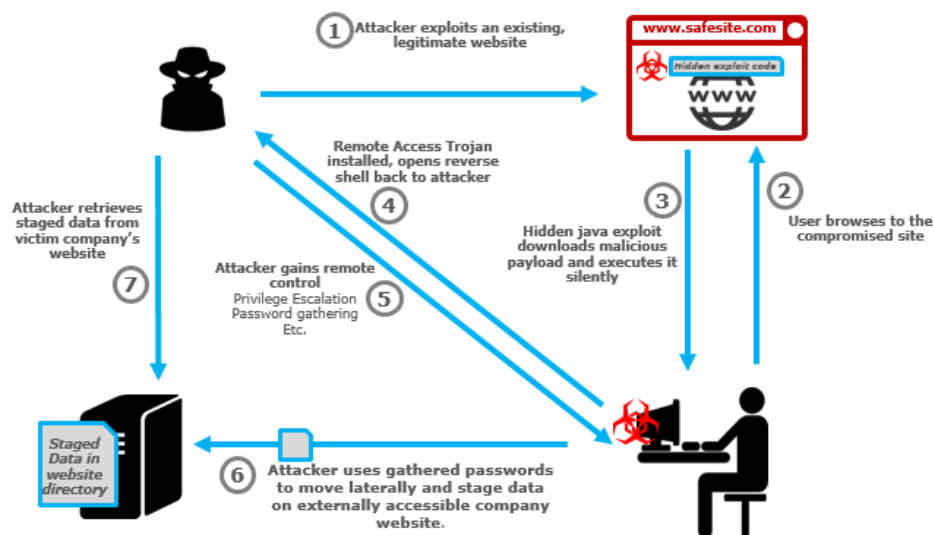 1
Attacker exploits an existing,
legitimate website
www.safesite.com
Hidden exploit code
www
Remote Access Trojan
installed, opens reverse
shell back to attacker
4
2
User browses to the
compromised site
3
Hidden java exploit
downloads malicious
payload and executes it
silently
Attacker retrieves
staged data from
victim company's
website
7
Attacker gains remote
control
Privilege Escalation
Password gathering
Etc.
5
Staged
Data in
website
directory
6
Attacker uses gathered passwords
to move laterally and stage data
on externally accessible company
website.